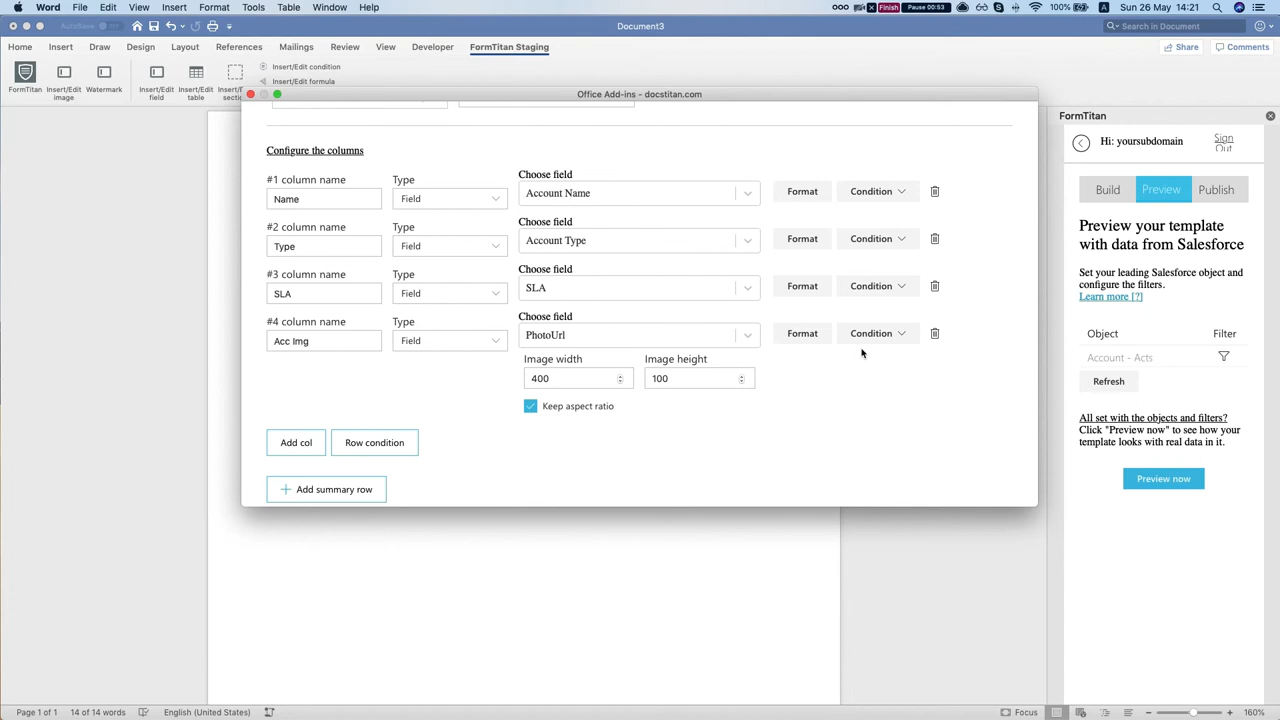 Word File Edit View Insert Format Tools Table Window Help Finish Pause 00:53 100% A Sun 26 May 14:21
AutoSave Document3 Search in Document
Home Insert Draw Design Layout References Mailings Review View Developer FormTitan Staging Share Comments
FormTitan Insert/Edit image Watermark Insert/Edit field Insert/Edit table Insert/Edit condition
Insert/Edit formula
Office Add-ins - docstitan.com
Configure the columns
#1 column name Type Choose field
Name Field Account Name Format Condition
#2 column name Type Choose field
Type Field Account Type Format Condition
#3 column name Type Choose field
SLA Field SLA Format Condition
#4 column name Type Choose field
Acc Img Field PhotoUrl Format Condition
Image width Image height
400 100
Keep aspect ratio
Add col Row condition
Add summary row
FormTitan
Hi: yoursubdomain Sign Out
Build Preview Publish
Preview your template
with data from Salesforce
Set your leading Salesforce object and
configure the filters.
Learn more [?]
Object Filter
Account - Acts
Refresh
All set with the objects and filters?
Click "Preview now" to see how your
template looks with real data in it.
Preview now
Page 1 of 1 14 of 14 words English (United States) Focus 160%